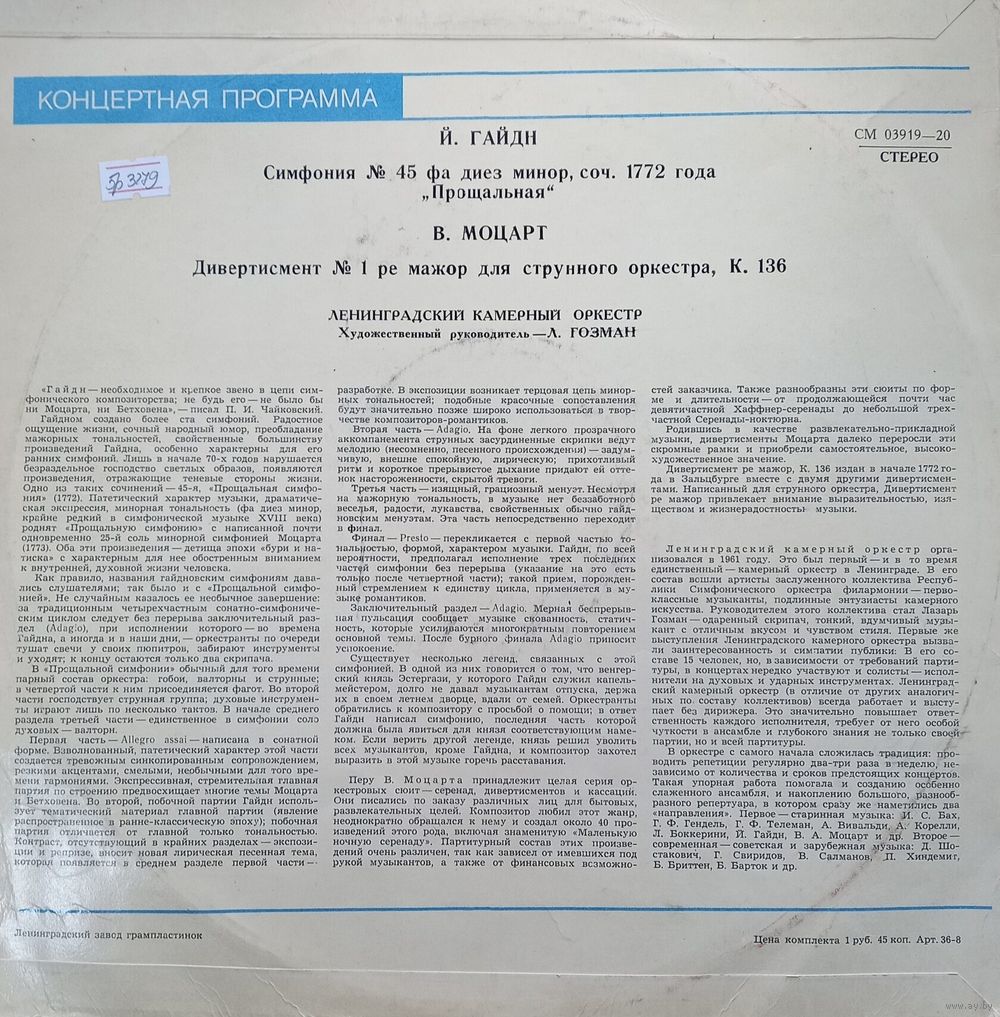 КОНЦЕРТНАЯ ПРОГРАММА
Й. ГАЙДН
СМ 03919—20
СТЕРЕО
Симфония № 45 фа диез минор, соч. 1772 года
„Прощальная“
В. МОЦАРТ
Дивертисмент № 1 ре мажор для струнного оркестра, К. 136
ЛЕНИНГРАДСКИЙ КАМЕРНЫЙ ОРКЕСТР
Художественный руководитель — Л. ГОЗМАН
«Гайдн — необходимое и крепкое звено в цепи сим-
фонического композиторства; не будь его — не было бы
ни Моцарта, ни Бетховена», — писал П. И. Чайковский.
Гайдном создано более ста симфоний. Радостное
ощущение жизни, сочный народный юмор, преобладание
мажорных тональностей, свойственные большинству
произведений Гайдна, особенно характерны для его
ранних симфоний. Лишь в начале 70-х годов нарушается
безраздельное господство светлых образов, появляются
произведения, отражающие теневые стороны жизни.
Одно из таких сочинений — 45-я, «Прощальная симфо-
ния» (1772). Патетический характер музыки, драматиче-
ская экспрессия, минорная тональность (фа диез минор,
крайне редкий в симфонической музыке XVIII века)
роднят «Прощальную симфонию» с написанной почти
одновременно 25-й соль минорной симфонией Моцарта
(1773). Оба эти произведения — детища эпохи «бури и на-
тиска» с характерным для нее обостренным вниманием
к внутренней, духовной жизни человека.
Как правило, названия гайдновским симфониям дава-
лись слушателями; так было и с «Прощальной симфо-
нией». Не случайным казалось ее необычное завершение:
за традиционным четырехчастным сонатно-симфониче-
ским циклом следует без перерыва заключительный раз-
дел (Adagio), при исполнении которого — во времена
Гайдна, а иногда и в наши дни, — оркестранты по очереди
тушат свечи у своих пюпитров, забирают инструменты
и уходят; к концу остаются только два скрипача.
В «Прощальной симфонии» обычный для того времени
парный состав оркестра: гобои, валторны и струнные;
в четвертой части к ним присоединяется фагот. Во второй
части господствует струнная группа; духовые инструмен-
ты играют лишь по несколько тактов. В начале среднего
раздела третьей части — единственное в симфонии соло
духовых — валторн.
Первая часть — Allegro assai — написана в сонатной
форме. Взволнованный, патетический характер этой части
создается тревожным синкопированным сопровождением,
резкими акцентами, смелыми, необычными для того вре-
мени гармониями. Экспрессивная, стремительная главная
партия по строению предвосхищает многие темы Моцарта
и Бетховена. Во второй, побочной партии Гайдн исполь-
зует тематический материал главной партии (явление
распространенное в ранне-классическую эпоху); побочная
партия отличается от главной только тональностью.
Контраст, отсутствующий в крайних разделах — экспози-
ции и репризе, вносит новая лирическая песенная тема,
которая появляется в среднем разделе первой части —
разработке. В экспозиции возникает терцовая цепь минор-
ных тональностей; подобные красочные сопоставления
будут значительно позже широко использоваться в твор-
честве композиторов-романтиков.
Вторая часть — Adagio. На фоне легкого прозрачного
аккомпанемента струнных засурдиненные скрипки ведут
мелодию (несомненно, песенного происхождения) — задум-
чивую, внешне спокойную, лирическую; прихотливый
ритм и короткое прерывистое дыхание придают ей отте-
нок настороженности, скрытой тревоги.
Третья часть — изящный, грациозный менуэт. Несмотря
на мажорную тональность, в музыке нет беззаботного
веселья, радости, лукавства, свойственных обычно гайд-
новским менуэтам. Эта часть непосредственно переходит
в финал.
Финал — Presto — перекликается с первой частью то-
нальностью, формой, характером музыки. Гайдн, по всей
вероятности, предполагал исполнение трех последних
частей симфонии без перерыва (указание на это есть
только после четвертной части); такой прием, порожден-
ный стремлением к единству цикла, применяется в му-
зыке романтиков.
Заключительный раздел — Adagio. Мерная беспрерыв-
ная пульсация сообщает музыке скованность, статич-
ность, которые усиливаются многократным повторением
основной темы. После бурного финала Adagio приносит
успокоение.
Существует несколько легенд, связанных с этой
симфонией. В одной из них говорится о том, что венгер-
ский князь Эстергази, у которого Гайдн служил капель-
мейстером, долго не давал музыкантам отпуска, держа
их в своем летнем дворце, вдали от семей. Оркестранты
обратились к композитору с просьбой о помощи; в ответ
Гайдн написал симфонию, последняя часть которой
должна была явиться для князя соответствующим наме-
ком. Если верить другой легенде, князь решил уволить
всех музыкантов, кроме Гайдна, и композитор захотел
выразить в этой музыке горечь расставания.
Перу В. Моцарта принадлежит целая серия ор-
кестровых сюит — серенад, дивертисментов и кассаций.
Они писались по заказу различных лиц для бытовых,
развлекательных целей. Композитор любил этот жанр,
неоднократно обращался к нему и создал около 40 про-
изведений этого рода, включая знаменитую «Маленькую
ночную серенаду». Партитурный состав этих произве-
дений очень различен, так как зависел от имевшихся под
рукой музыкантов, а также от финансовых возможно-
стей заказчика. Также разнообразны эти сюиты по фор-
ме и длительности — от продолжающейся почти час
девятичастной Хаффнер-серенады до небольшой трех-
частной Серенады-ноктюрна.
Родившись в качестве развлекательно-прикладной
музыки, дивертисменты Моцарта далеко переросли эти
скромные рамки и приобрели самостоятельное, высоко-
художественное значение.
Дивертисмент ре мажор, К. 136 издан в начале 1772 го-
да в Зальцбурге вместе с двумя другими дивертисмен-
тами. Написанный для струнного оркестра, Дивертисмент
ре мажор привлекает внимание выразительностью, изя-
ществом и жизнерадостностью музыки.
Ленинградский камерный оркестр орга-
низовался в 1961 году. Это был первый — и в то время
единственный — камерный оркестр в Ленинграде. В его
состав вошли артисты заслуженного коллектива Респуб-
лики Симфонического оркестра филармонии — перво-
классные музыканты, подлинные энтузиасты камерного
искусства. Руководителем этого коллектива стал Лазарь
Гозман — одаренный скрипач, тонкий, вдумчивый музы-
кант с отличным вкусом и чувством стиля. Первые же
выступления Ленинградского камерного оркестра вызва-
ли заинтересованность и симпатии публики: В его со-
ставе 15 человек, но, в зависимости от требований парти-
туры, в концертах нередко участвуют и солисты — испол-
нители на духовых и ударных инструментах. Ленинград-
ский камерный оркестр (в отличие от других аналогич-
ных по составу коллективов) всегда работает и высту-
пает без дирижера. Это значительно повышает ответ-
ственность каждого исполнителя, требует от него особой
чуткости в ансамбле и глубокого знания не только своей
партии, но и всей партитуры.
В оркестре с самого начала сложилась традиция: про-
водить репетиции регулярно два-три раза в неделю, не-
зависимо от количества и сроков предстоящих концертов.
Такая упорная работа помогала и созданию особенно
слаженного ансамбля, и накоплению большого, разнооб-
разного репертуара, в котором сразу же наметились два
«направления». Первое — старинная музыка: И. С. Бах,
Г. Ф. Гендель, Г. Ф. Телеман, А. Вивальди, А. Корелли,
Л. Боккерини, Й. Гайдн, В. А. Моцарт и др. Второе —
современная — советская и зарубежная музыка: Д. Шо-
стакович, Г. Свиридов, В. Салманов, П. Хиндемит,
Б. Бриттен, Б. Барток и др.
Ленинградский завод грампластинок
Цена комплекта 1 руб. 45 коп. Арт. 36-8
www.ay.by